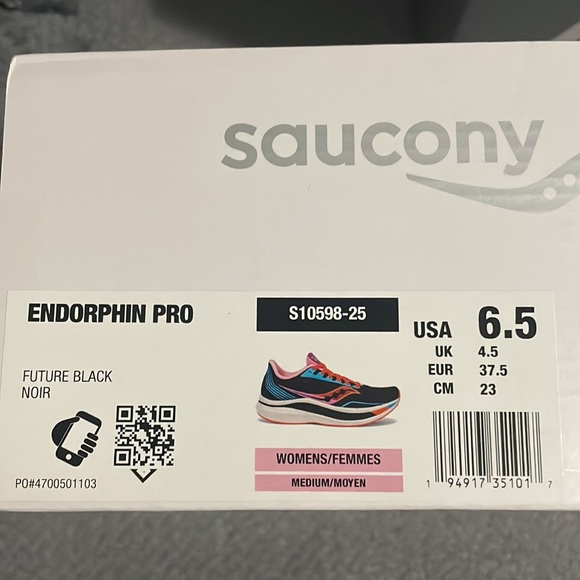 saucony
ENDORPHIN PRO
S10598-25
USA 6.5
UK 4.5
EUR 37.5
CM 23
FUTURE BLACK
NOIR
WOMENS/FEMMES
MEDIUM/MOYEN
PO#4700501103
1 94917 35101 7